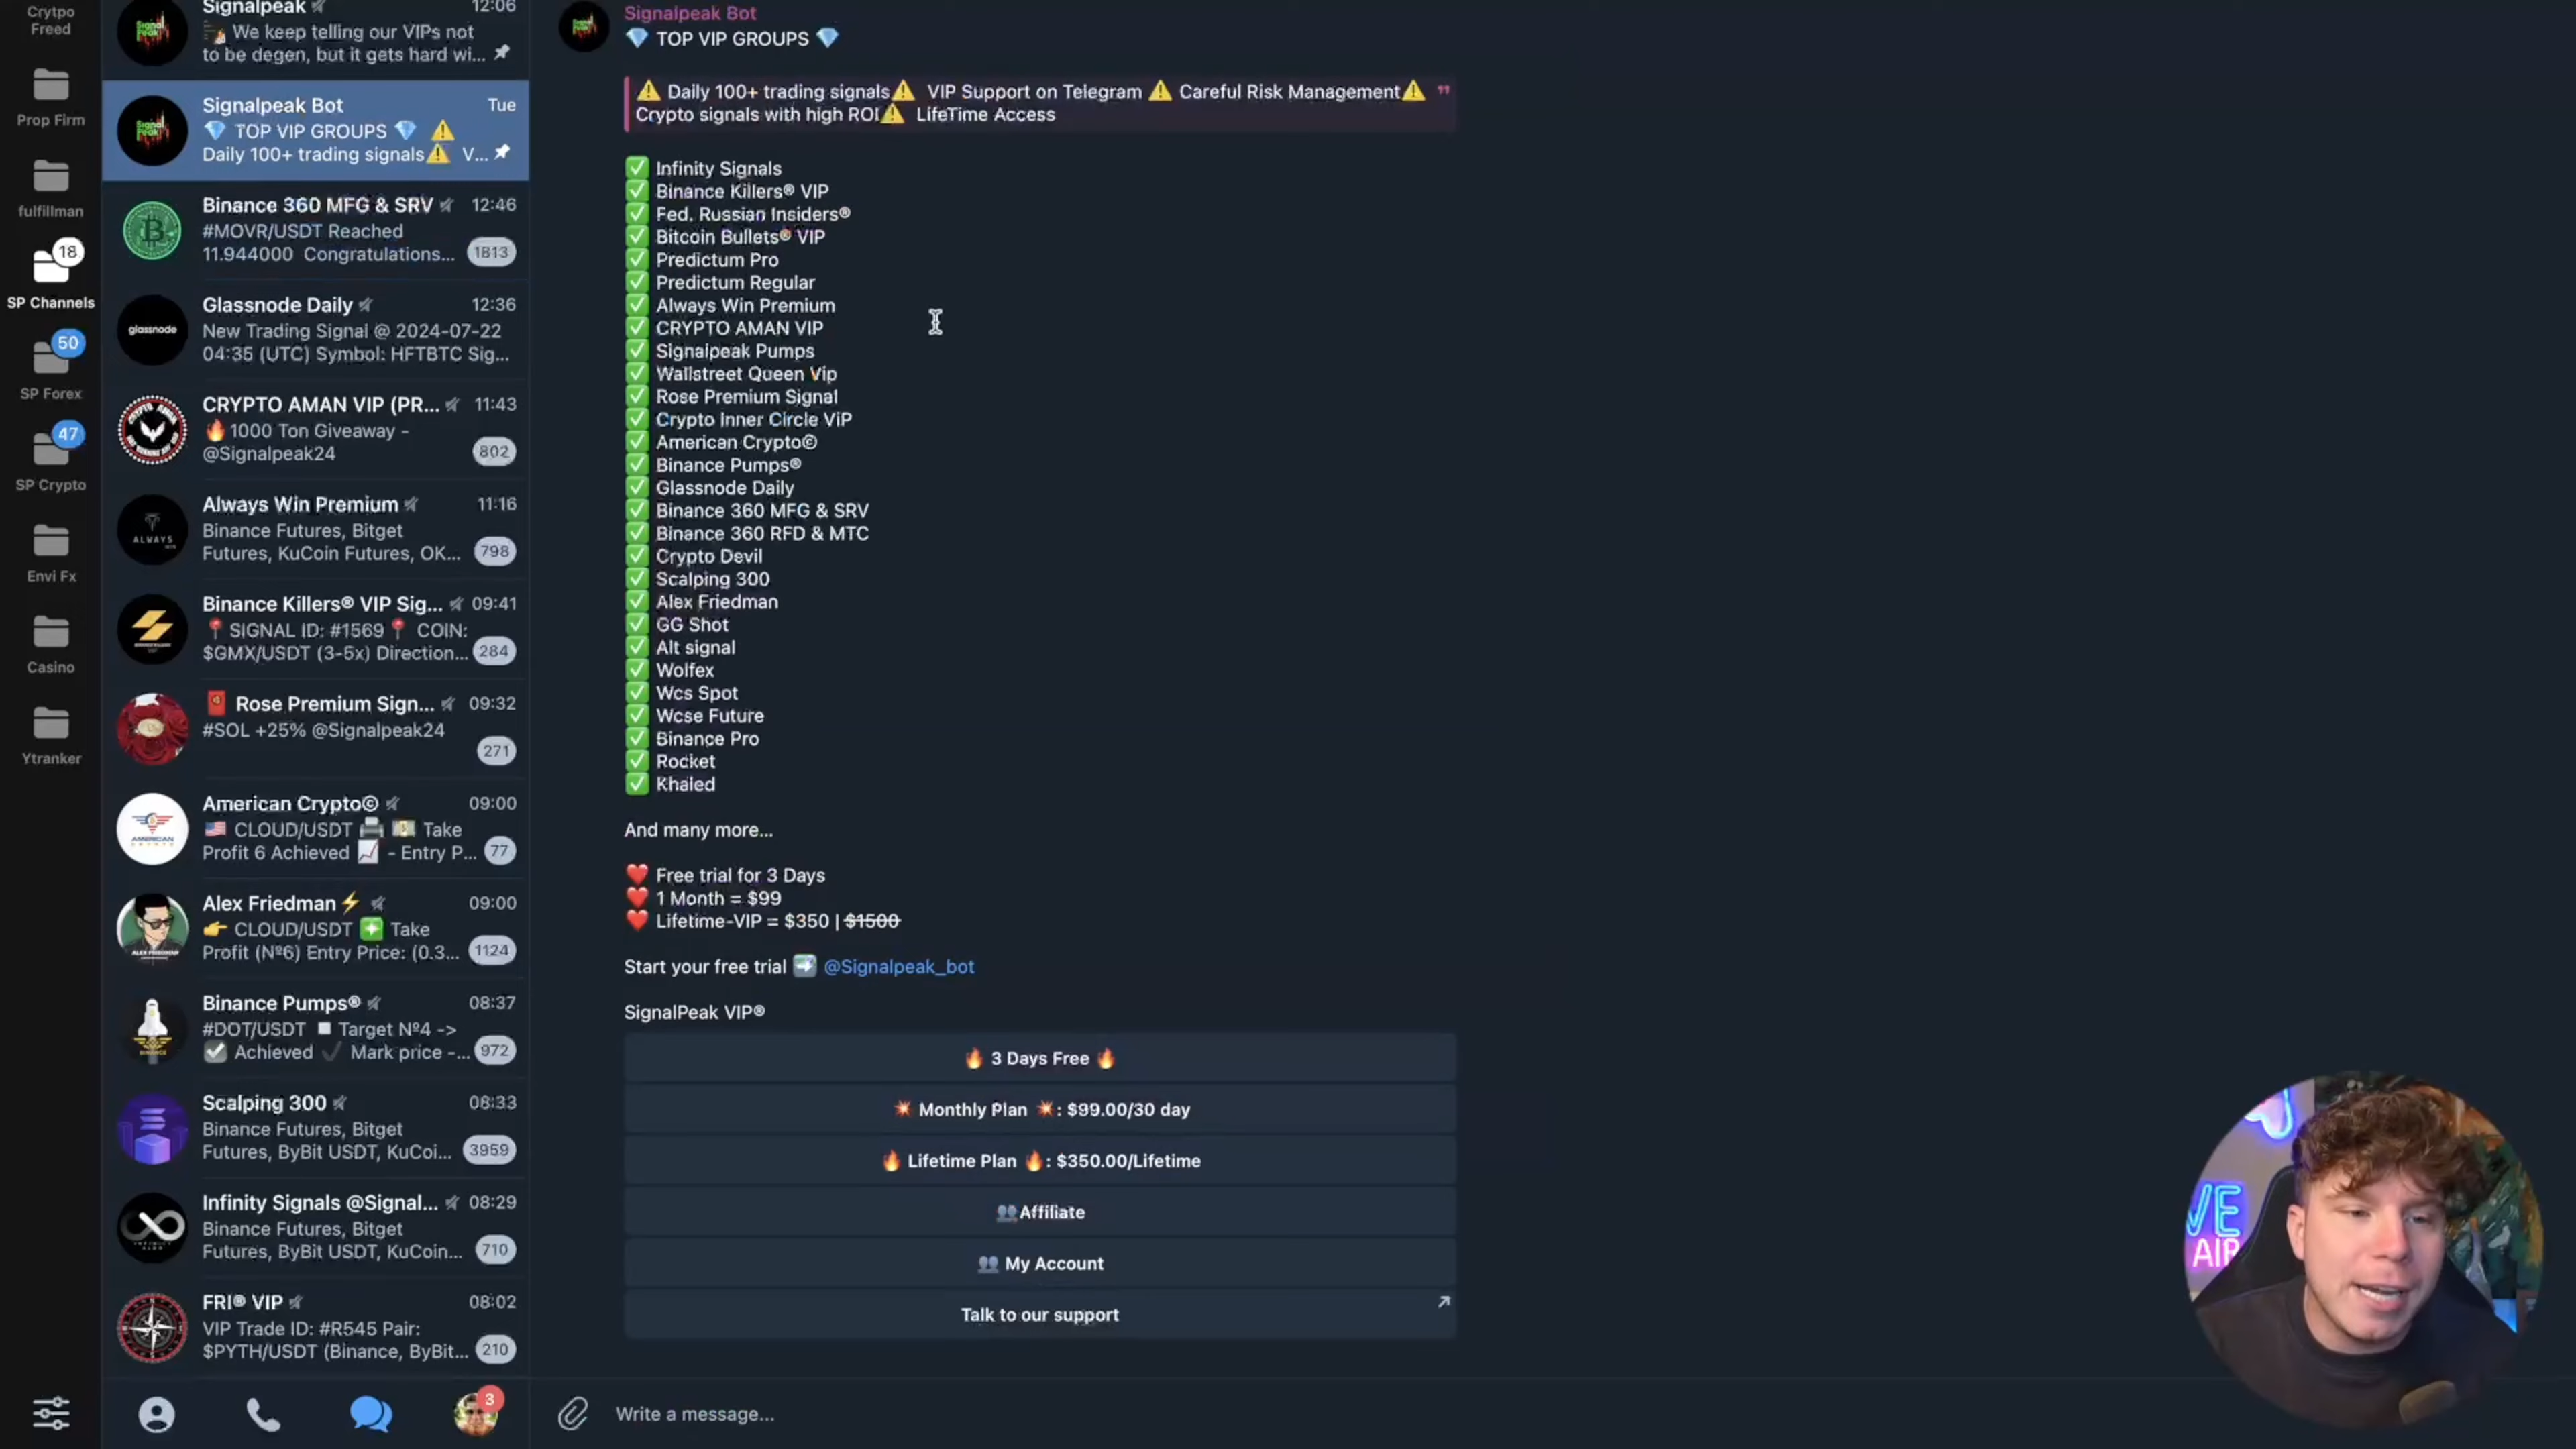 Crytpo
Freed
Prop Firm
fulfillman
18
SP Channels
50
SP Forex
47
SP Crypto
Envi Fx
Casino
Ytranker
Signalpeak 12:06
We keep telling our VIPs not
to be degen, but it gets hard wi...
Signalpeak Bot Tue
💎 TOP VIP GROUPS 💎 ⚠️
Daily 100+ trading signals⚠️ V...
Binance 360 MFG & SRV 12:46
#MOVR/USDT Reached
11.944000 Congratulations... 1813
glassnode
Glassnode Daily 12:36
New Trading Signal @ 2024-07-22
04:35 (UTC) Symbol: HFTBTC Sig...
CRYPTO AMAN VIP (PR... 11:43
🔥1000 Ton Giveaway -
@Signalpeak24 802
ALWAYS
Always Win Premium 11:16
Binance Futures, Bitget
Futures, KuCoin Futures, OK... 798
Binance Killers® VIP Sig... 09:41
📍 SIGNAL ID: #1569 📍 COIN:
$GMX/USDT (3-5x) Direction... 284
🧧 Rose Premium Sign... 09:32
#SOL +25% @Signalpeak24
271
American Crypto© 09:00
🇺🇸 CLOUD/USDT 🖨 💵 Take
Profit 6 Achieved 📈 - Entry P... 77
Alex Friedman⚡ 09:00
👉 CLOUD/USDT ❇️ Take
Profit (№6) Entry Price: (0.3... 1124
Binance Pumps® 08:37
#DOT/USDT ◽ Target №4 ->
☑️ Achieved ✔️ Mark price -... 972
Scalping 300 08:33
Binance Futures, Bitget
Futures, ByBit USDT, KuCoi... 3959
Infinity Signals @Signal... 08:29
Binance Futures, Bitget
Futures, ByBit USDT, KuCoin... 710
FRI® VIP 08:02
VIP Trade ID: #R545 Pair:
$PYTH/USDT (Binance, ByBit... 210
3
Signalpeak Bot
💎 TOP VIP GROUPS 💎
⚠️ Daily 100+ trading signals⚠️ VIP Support on Telegram ⚠️ Careful Risk Management⚠️
Crypto signals with high ROI⚠️ LifeTime Access
✅ Infinity Signals
✅ Binance Killers® VIP
✅ Fed. Russian Insiders®
✅ Bitcoin Bullets® VIP
✅ Predictum Pro
✅ Predictum Regular
✅ Always Win Premium
✅ CRYPTO AMAN VIP
✅ Signalpeak Pumps
✅ Wallstreet Queen Vip
✅ Rose Premium Signal
✅ Crypto Inner Circle ViP
✅ American Crypto©
✅ Binance Pumps®
✅ Glassnode Daily
✅ Binance 360 MFG & SRV
✅ Binance 360 RFD & MTC
✅ Crypto Devil
✅ Scalping 300
✅ Alex Friedman
✅ GG Shot
✅ Alt signal
✅ Wolfex
✅ Wcs Spot
✅ Wcse Future
✅ Binance Pro
✅ Rocket
✅ Khaled
And many more...
❤️ Free trial for 3 Days
❤️ 1 Month = $99
❤️ Lifetime-VIP = $350 | $1500
Start your free trial ➡️ @Signalpeak_bot
SignalPeak VIP®
🔥 3 Days Free 🔥
💥 Monthly Plan 💥: $99.00/30 day
🔥 Lifetime Plan 🔥: $350.00/Lifetime
👥Affiliate
👥 My Account
Talk to our support
Write a message...
VE
AIR